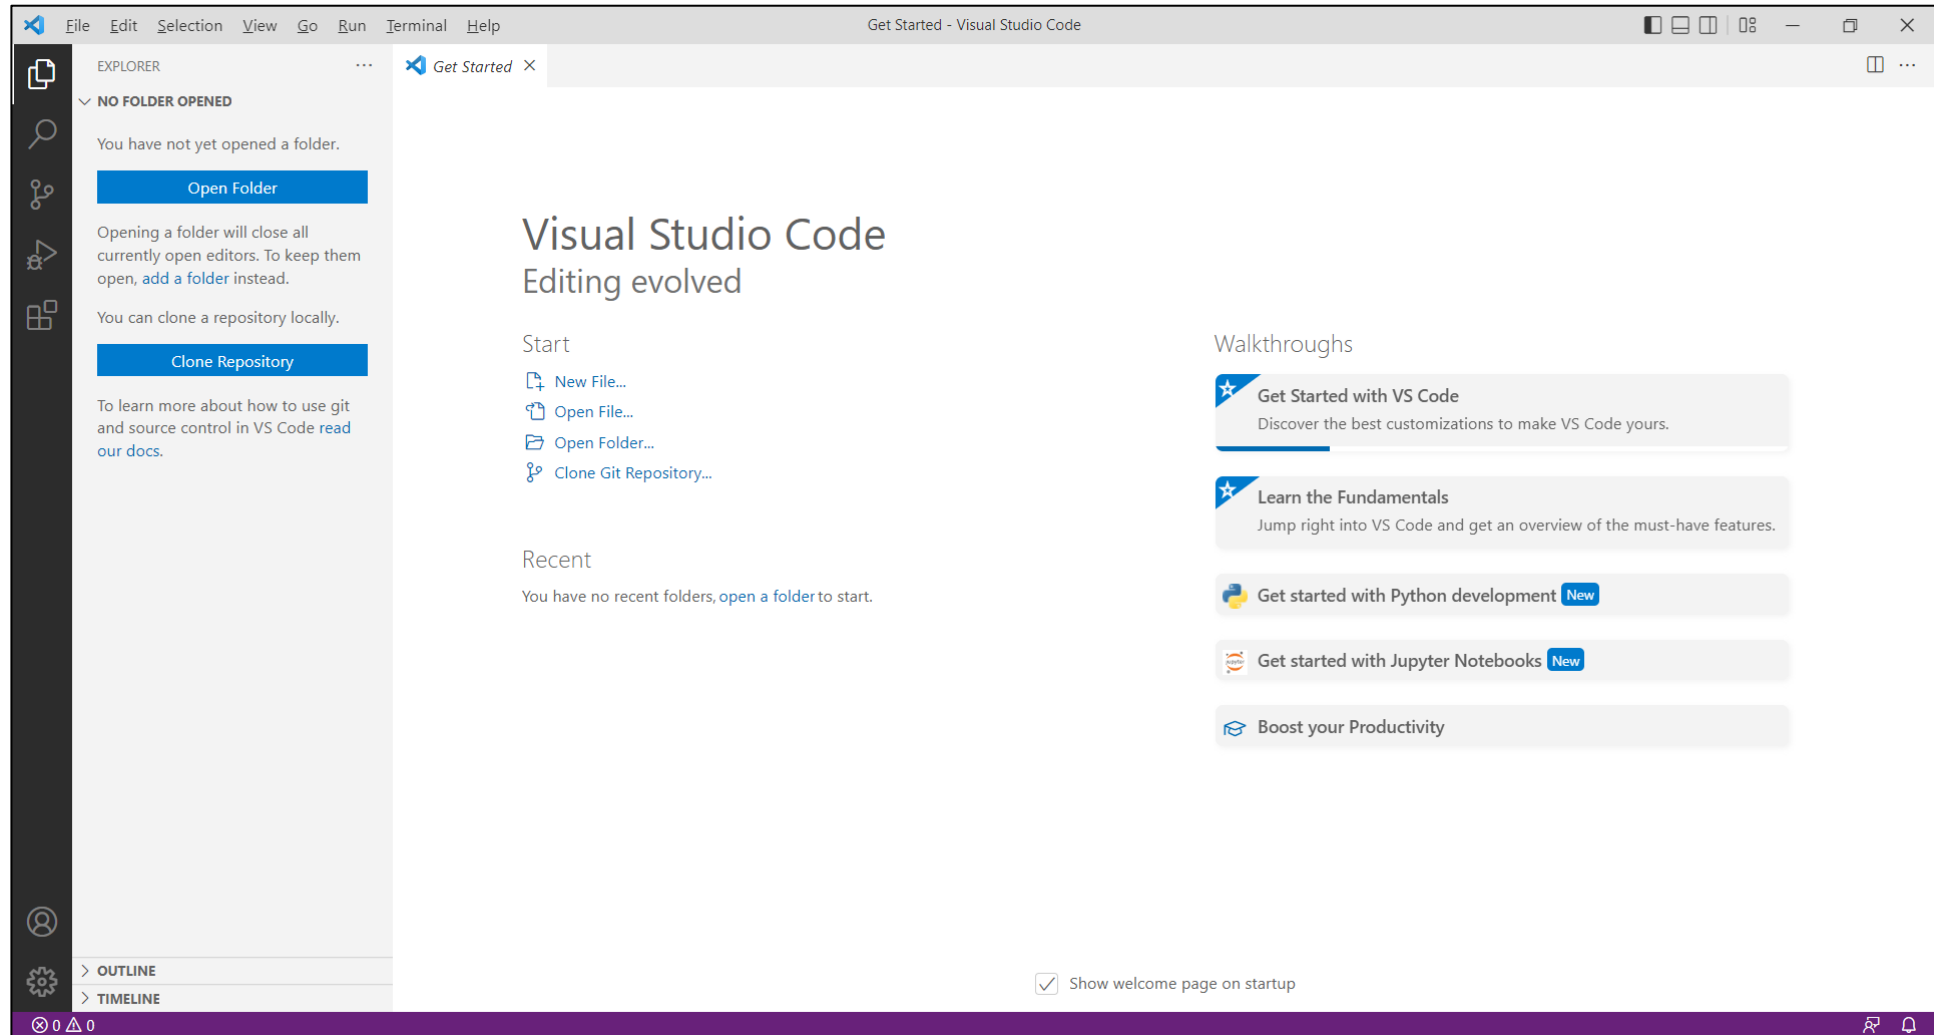 File Edit Selection View Go Run Terminal Help
Get Started - Visual Studio Code
EXPLORER
Get Started
NO FOLDER OPENED
You have not yet opened a folder.
Open Folder
Opening a folder will close all
currently open editors. To keep them
open, add a folder instead.
You can clone a repository locally.
Clone Repository
To learn more about how to use git
and source control in VS Code read
our docs.
OUTLINE
TIMELINE
Visual Studio Code
Editing evolved
Start
New File...
Open File...
Open Folder...
Clone Git Repository...
Recent
You have no recent folders, open a folder to start.
Walkthroughs
Get Started with VS Code
Discover the best customizations to make VS Code yours.
Learn the Fundamentals
Jump right into VS Code and get an overview of the must-have features.
Get started with Python development New
Get started with Jupyter Notebooks New
Boost your Productivity
Show welcome page on startup
0 0